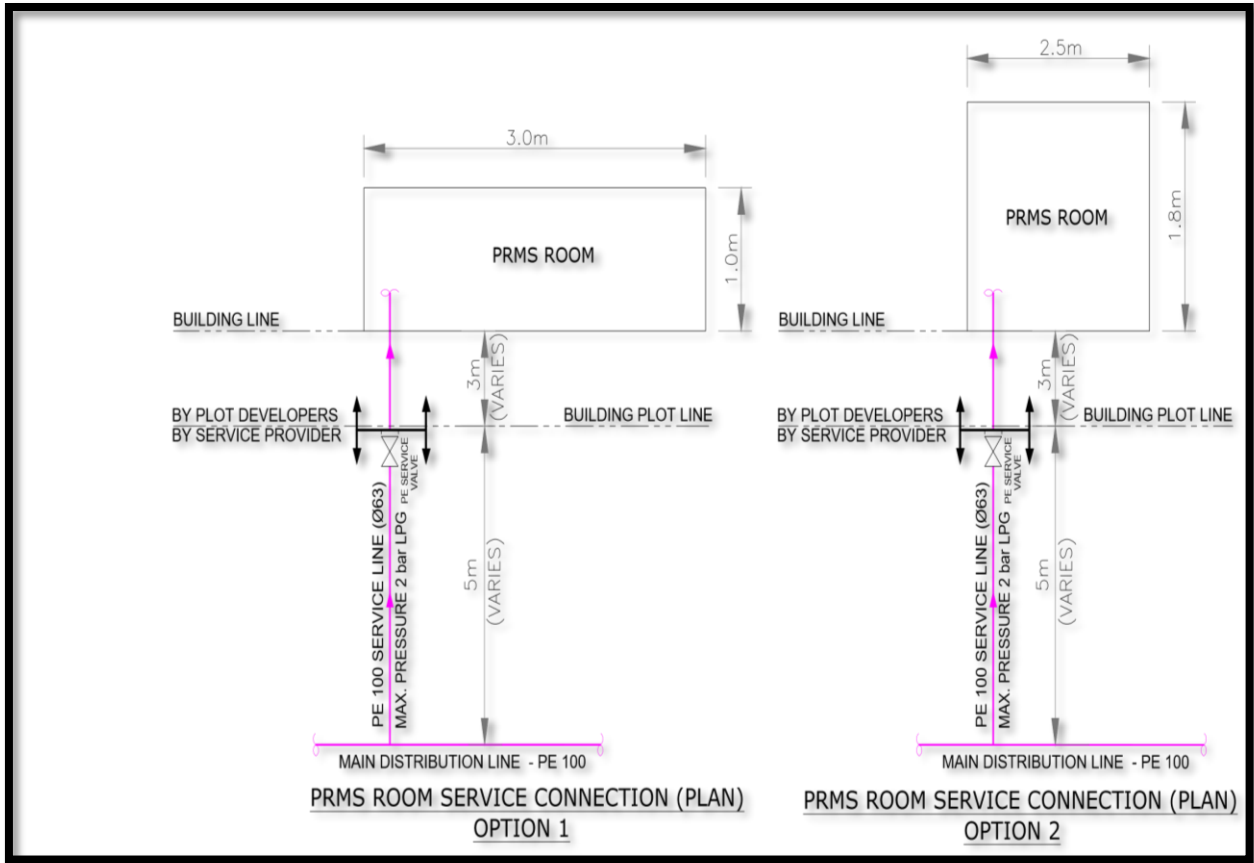 3.0m
PRMS ROOM
1.0m
BUILDING LINE
3m
(VARIES)
BY PLOT DEVELOPERS
BY SERVICE PROVIDER
BUILDING PLOT LINE
PE SERVICE
VALVE
PE 100 SERVICE LINE (Ø63)
MAX. PRESSURE 2 bar LPG
5m
(VARIES)
MAIN DISTRIBUTION LINE - PE 100
PRMS ROOM SERVICE CONNECTION (PLAN)
OPTION 1
2.5m
PRMS ROOM
1.8m
BUILDING LINE
3m
(VARIES)
BY PLOT DEVELOPERS
BY SERVICE PROVIDER
BUILDING PLOT LINE
PE SERVICE
VALVE
PE 100 SERVICE LINE (Ø63)
MAX. PRESSURE 2 bar LPG
5m
(VARIES)
MAIN DISTRIBUTION LINE - PE 100
PRMS ROOM SERVICE CONNECTION (PLAN)
OPTION 2